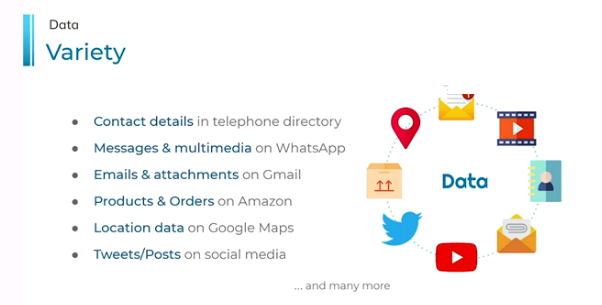 Data
Variety
● Contact details in telephone directory
● Messages & multimedia on WhatsApp
● Emails & attachments on Gmail
● Products & Orders on Amazon
● Location data on Google Maps
● Tweets/Posts on social media
Data
... and many more